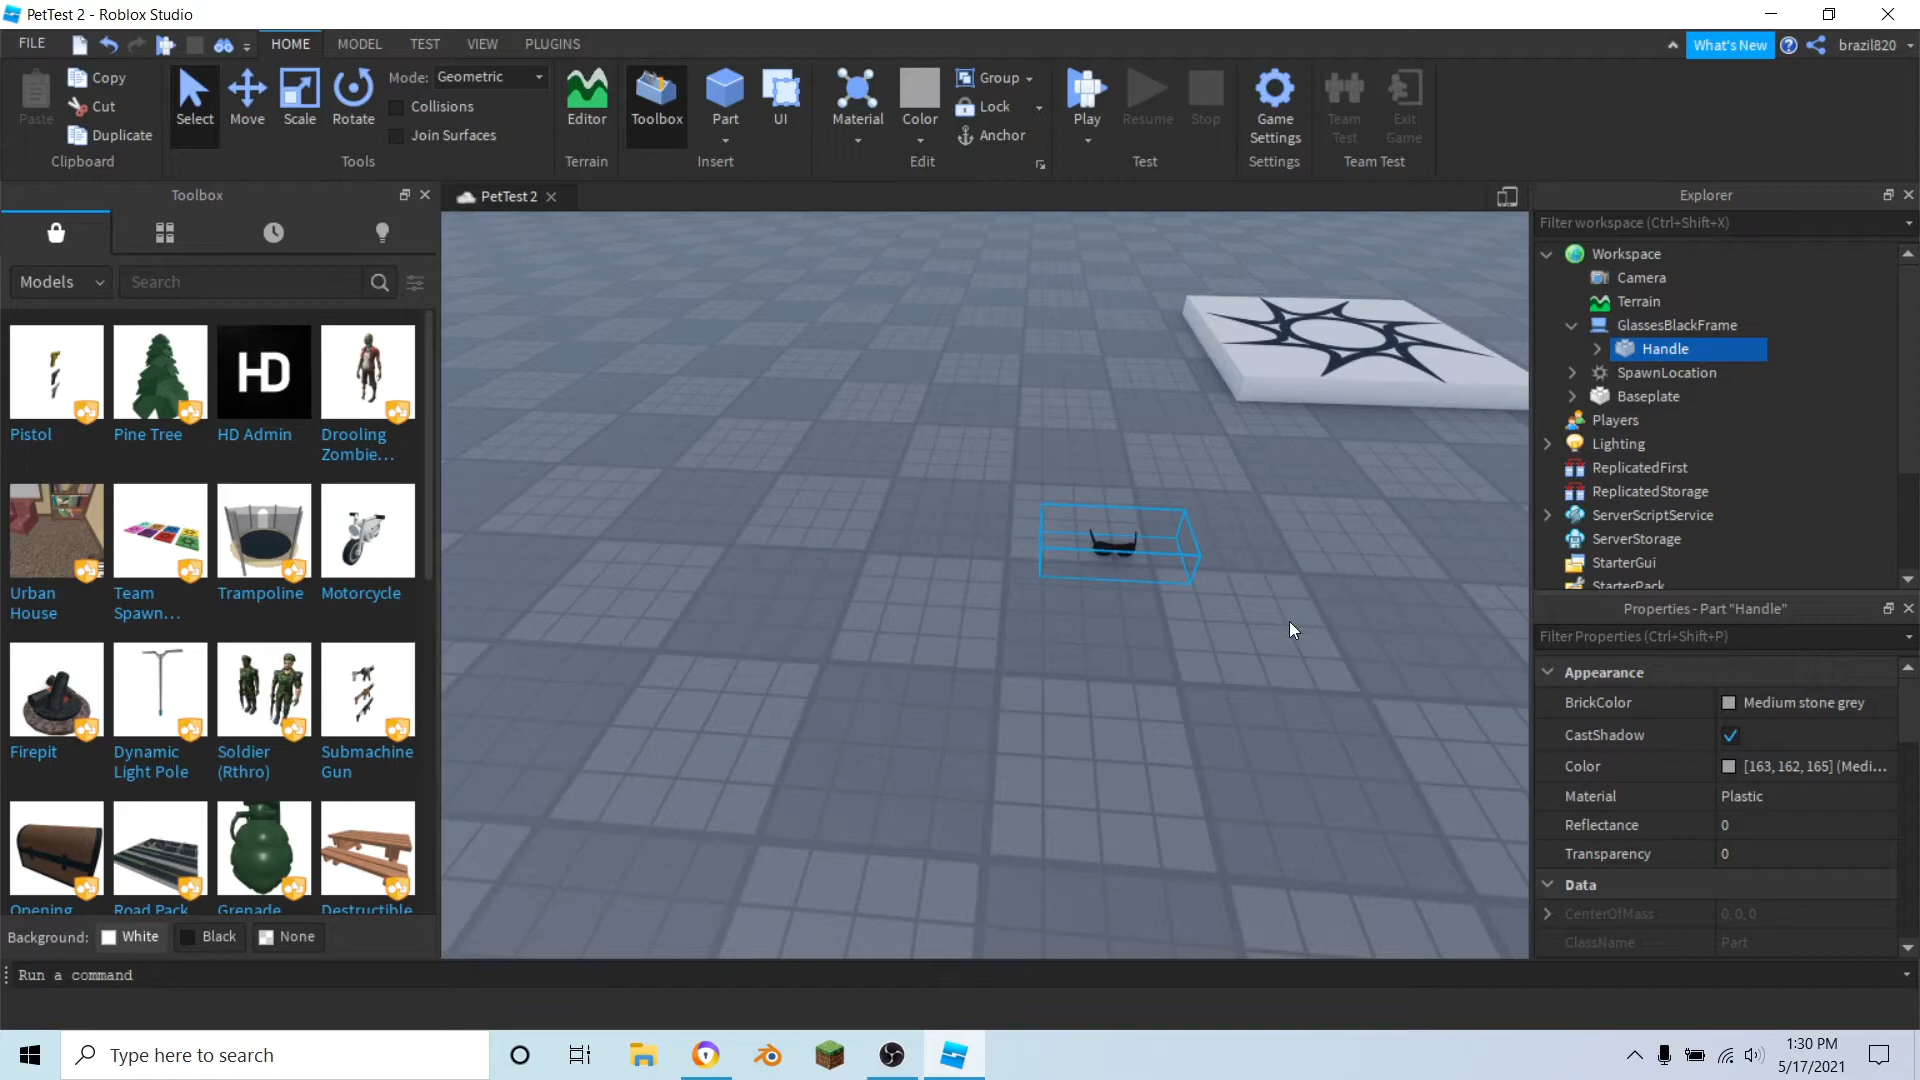 PetTest 2 - Roblox Studio
FILE HOME MODEL TEST VIEW PLUGINS What's New brazil820
Paste Copy Cut Duplicate Clipboard
Select Move Scale Rotate Mode: Geometric Collisions Join Surfaces Tools
Editor Terrain
Toolbox Part UI Insert
Material Color Group Lock Anchor Edit
Play Resume Stop Test
Game Settings Settings
Team Test Exit Game Team Test
Toolbox
Models Search
Pistol Pine Tree HD Admin Drooling Zombie...
Urban House Team Spawn... Trampoline Motorcycle
HD
Firepit Dynamic Light Pole Soldier (Rthro) Submachine Gun
Opening Road Pack Grenade Destructible
Background: White Black None
PetTest 2
Explorer
Filter workspace (Ctrl+Shift+X)
Workspace
Camera
Terrain
GlassesBlackFrame
Handle
SpawnLocation
Baseplate
Players
Lighting
ReplicatedFirst
ReplicatedStorage
ServerScriptService
ServerStorage
StarterGui
StarterPack
Properties - Part "Handle"
Filter Properties (Ctrl+Shift+P)
Appearance
BrickColor Medium stone grey
CastShadow
Color [163, 162, 165] (Medi...
Material Plastic
Reflectance 0
Transparency 0
Data
CenterOfMass 0, 0, 0
ClassName Part
Run a command
Type here to search
1:30 PM
5/17/2021